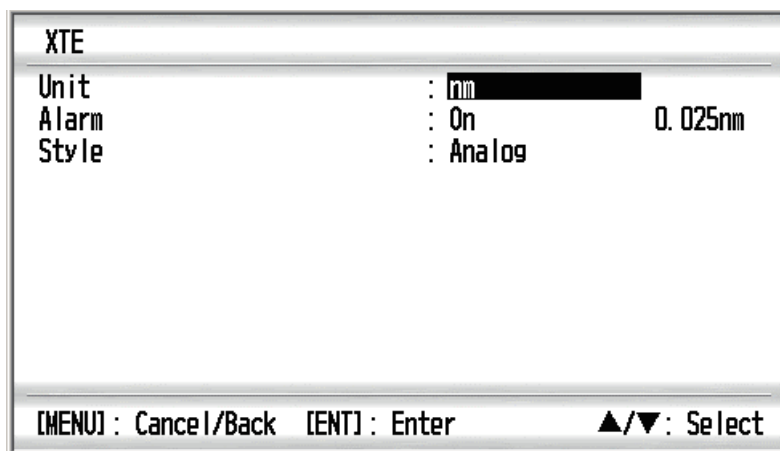 XTE
Unit : nm
Alarm : On 0.025nm
Style : Analog
[MENU]: Cancel/Back [ENT]: Enter ▲/▼: Select